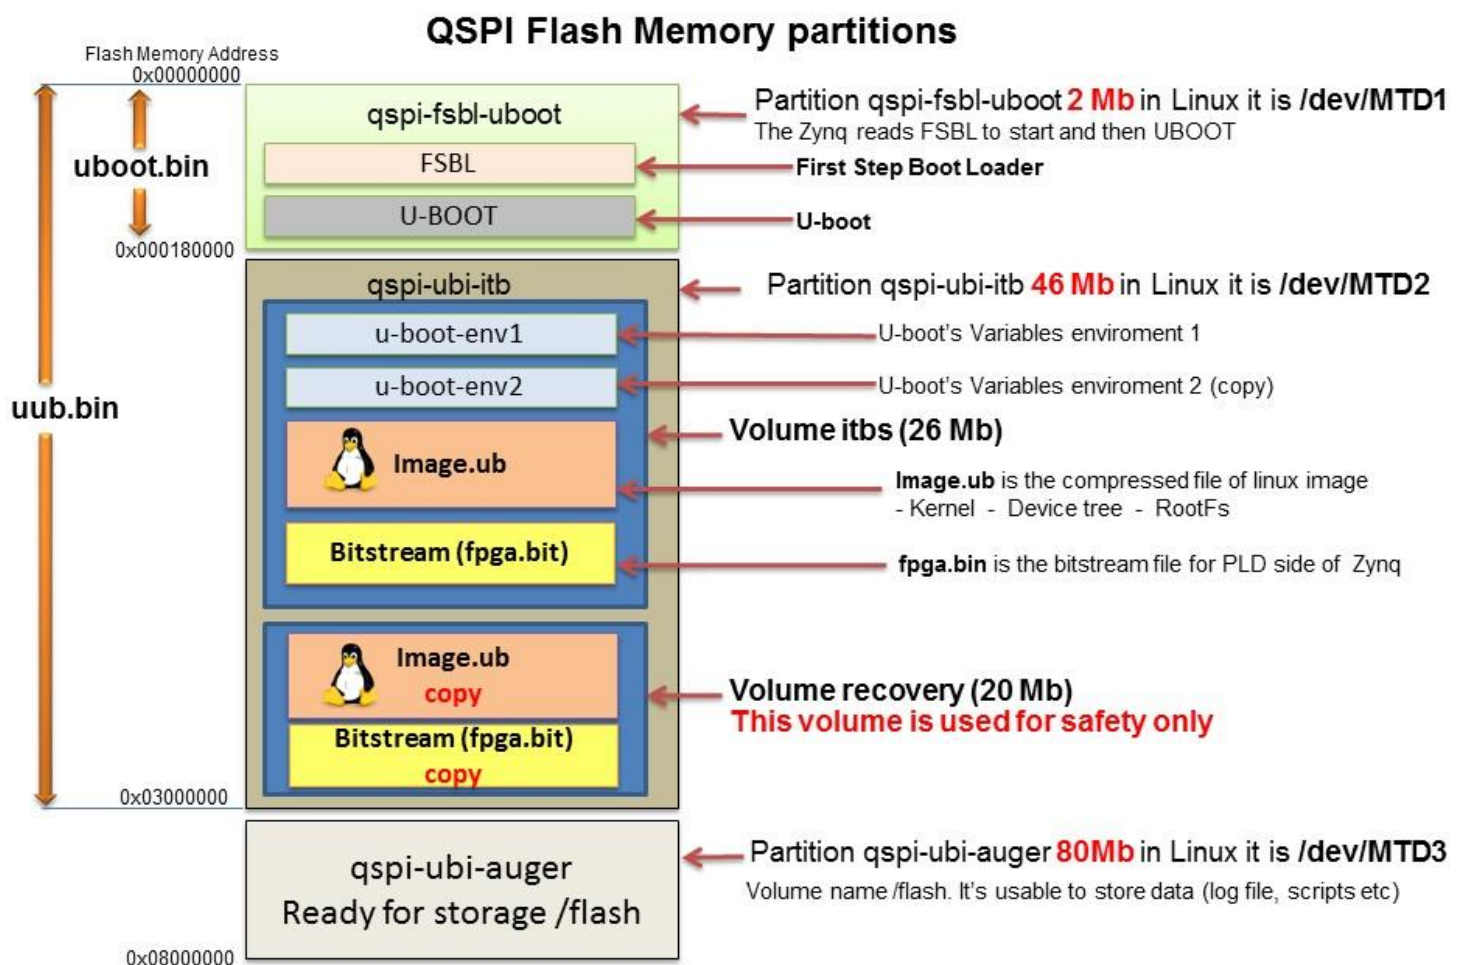 QSPI Flash Memory partitions
Flash Memory Address
0x00000000
uboot.bin
0x000180000
uub.bin
0x03000000
0x08000000
qspi-fsbl-uboot
FSBL
U-BOOT
Partition qspi-fsbl-uboot 2 Mb in Linux it is /dev/MTD1
The Zynq reads FSBL to start and then UBOOT
First Step Boot Loader
U-boot
qspi-ubi-itb
u-boot-env1
u-boot-env2
Image.ub
Bitstream (fpga.bit)
Partition qspi-ubi-itb 46 Mb in Linux it is /dev/MTD2
U-boot's Variables enviroment 1
U-boot's Variables enviroment 2 (copy)
Volume itbs (26 Mb)
Image.ub is the compressed file of linux image
- Kernel - Device tree - RootFs
fpga.bin is the bitstream file for PLD side of Zynq
Image.ub
copy
Bitstream (fpga.bit)
copy
Volume recovery (20 Mb)
This volume is used for safety only
qspi-ubi-auger
Ready for storage /flash
Partition qspi-ubi-auger 80Mb in Linux it is /dev/MTD3
Volume name /flash. It's usable to store data (log file, scripts etc)